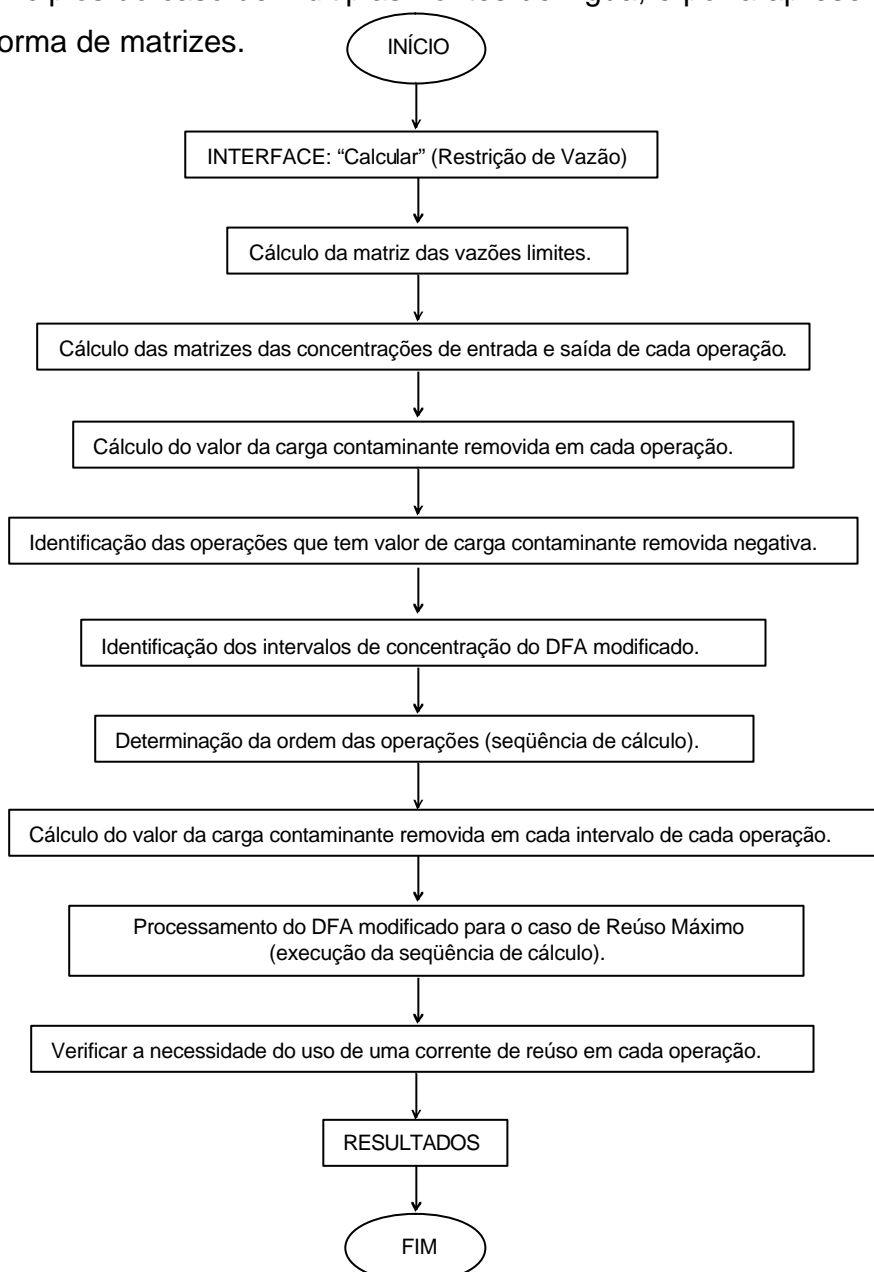 de múltiplas
orma de matrizes.
INÍCIO
INTERFACE: “Calcular” (Restrição de Vazão)
Cálculo da matriz das vazões limites.
Cálculo das matrizes das concentrações de entrada e saída de cada operação.
Cálculo do valor da carga contaminante removida em cada operação.
Identificação das operações que tem valor de carga contaminante removida negativa.
Identificação dos intervalos de concentração do DFA modificado.
Determinação da ordem das operações (seqüência de cálculo).
Cálculo do valor da carga contaminante removida em cada intervalo de cada operação.
Processamento do DFA modificado para o caso de Reúso Máximo
(execução da seqüência de cálculo).
Verificar a necessidade do uso de uma corrente de reúso em cada operação.
RESULTADOS
FIM